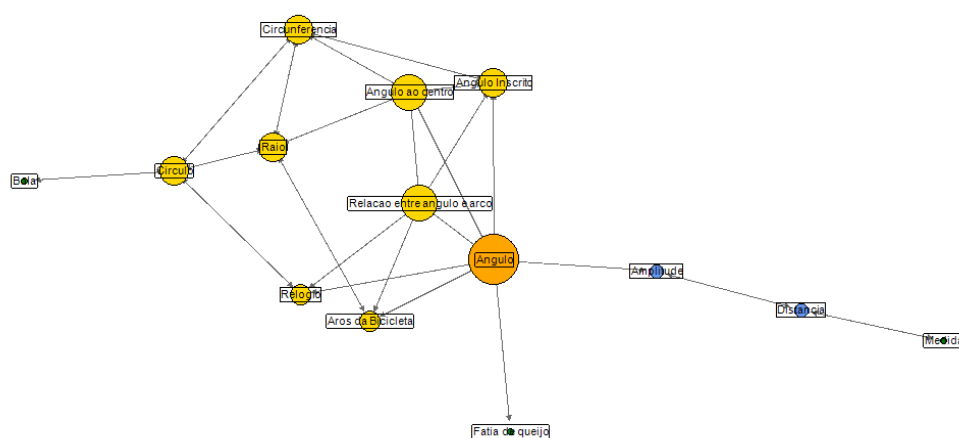 Circunferencia
Angulo ao centro
Angulo Inscrito
Raio
Circulo
Bola
Relacao entre angulo e arco
Angulo
Amplitude
Relogio
Distancia
Aros da Bicicleta
Medida
Fatia de queijo